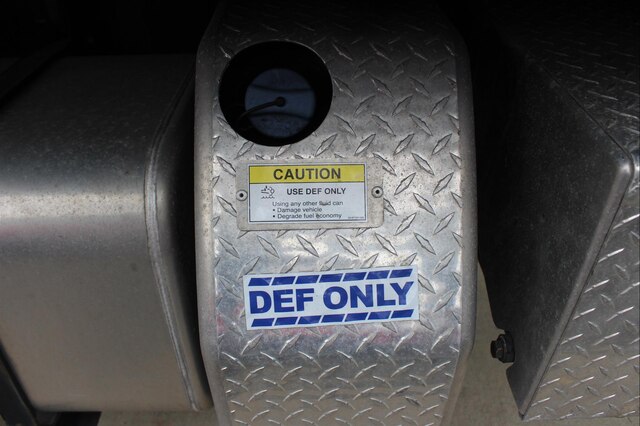 CAUTION
USE DEF ONLY
Using any other fluid can
• Damage vehicle
• Degrade fuel economy
DEF ONLY